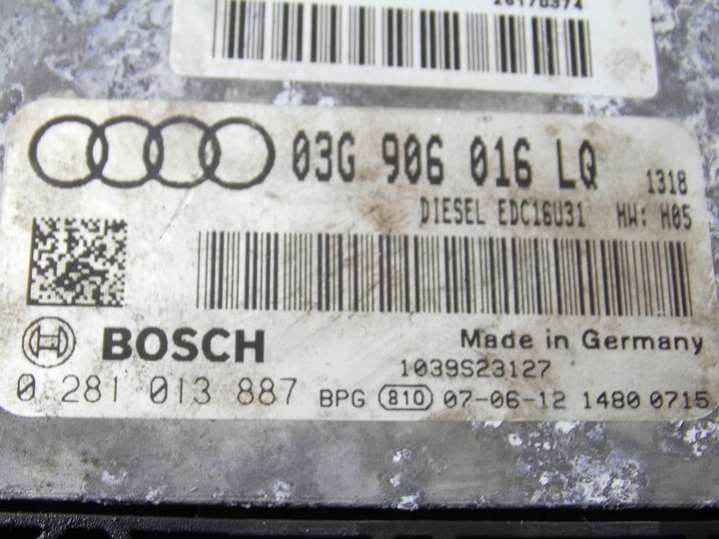 03G 906 016 LQ 1318
DIESEL EDC16U31 HW: H05
BOSCH Made in Germany
1039S23127
0 281 013 887 BPG 810 07-06-12 1480 0715